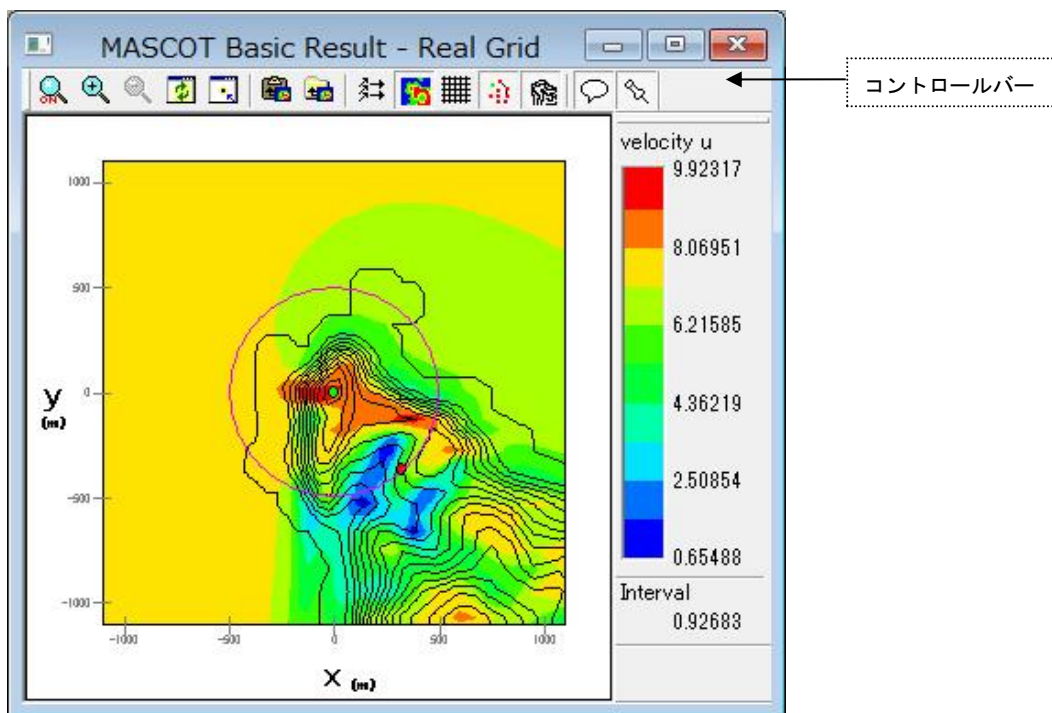 MASCOT Basic Result - Real Grid
ON
コントロールバー
velocity u
9.92317
8.06951
6.21585
4.36219
2.50854
0.65488
Interval
0.92683
1000
500
0
-500
-1000
y
(m)
-1000
-500
0
500
1000
x (m)